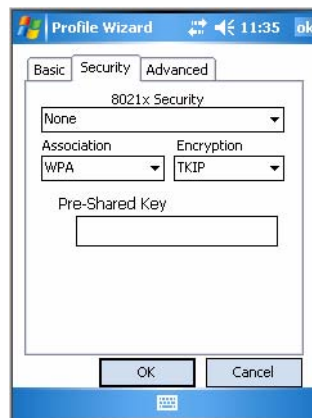 Profile Wizard 11:35 ok
Basic Security Advanced
8021x Security
None
Association Encryption
WPA TKIP
Pre-Shared Key
OK Cancel